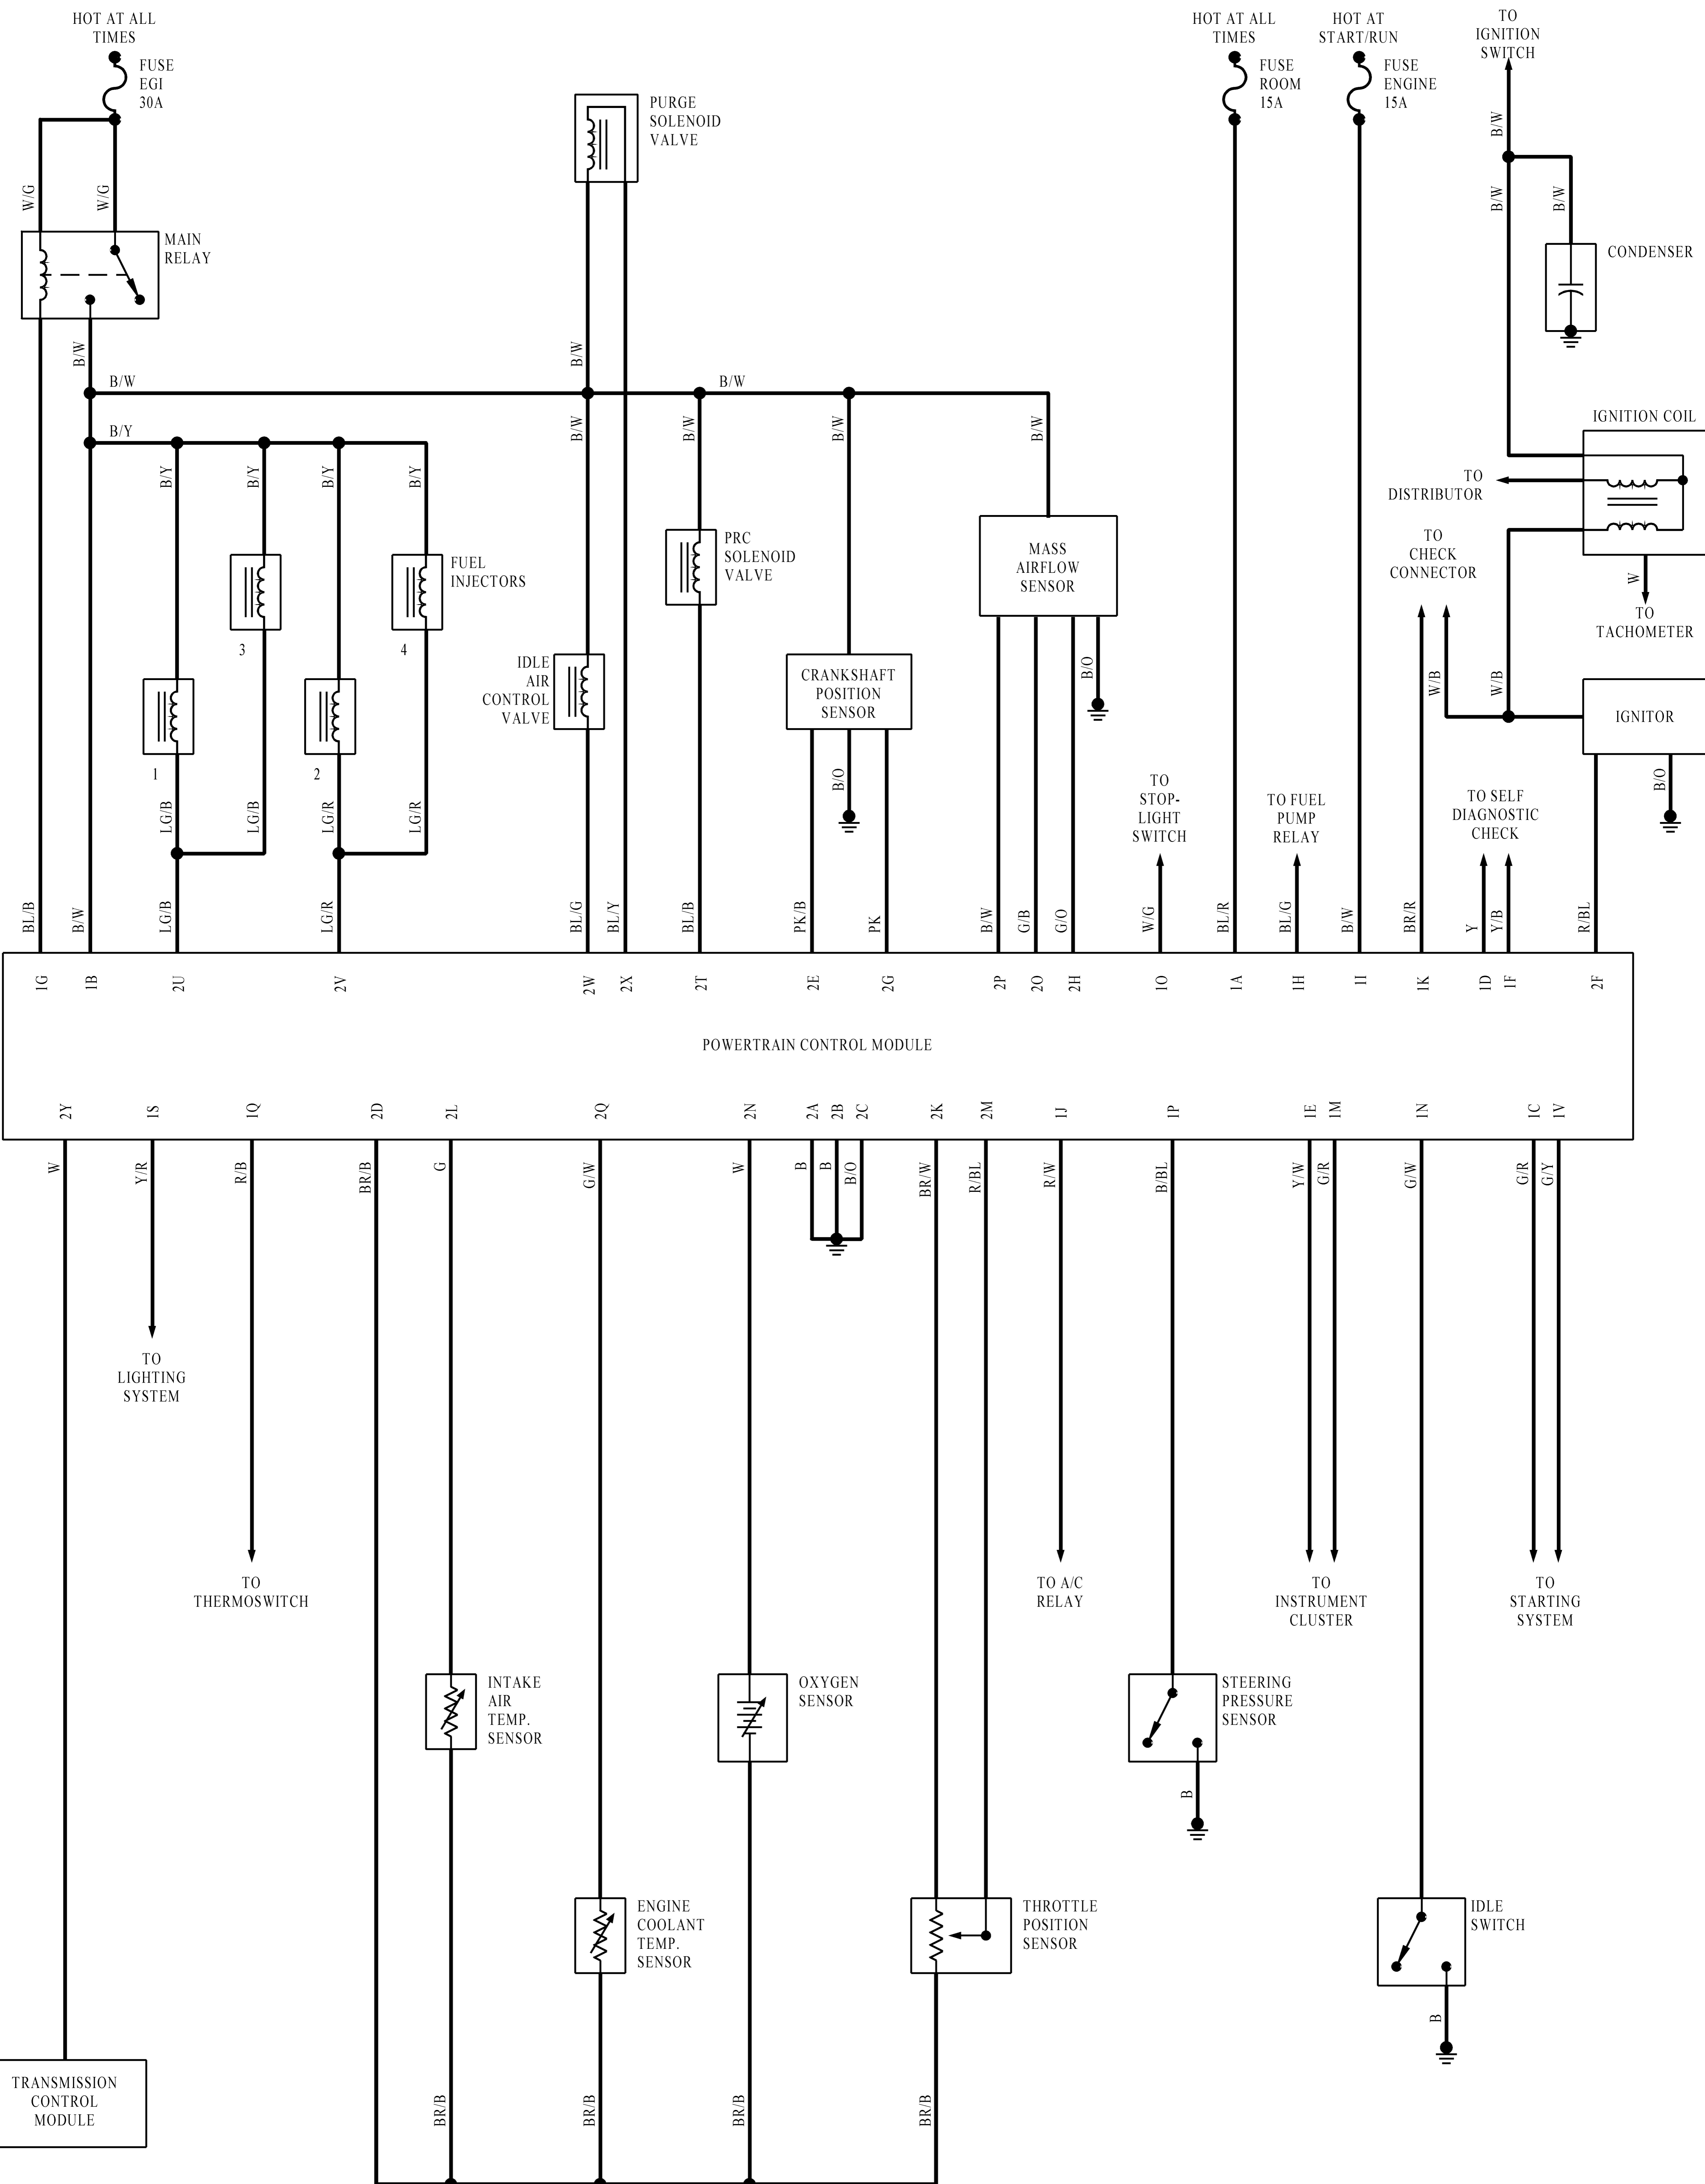 HOT AT ALL
TIMES
FUSE
EGI
30A
W/G
W/G
MAIN
RELAY
PURGE
SOLENOID
VALVE
HOT AT ALL
TIMES
FUSE
ROOM
15A
HOT AT
START/RUN
FUSE
ENGINE
15A
TO
IGNITION
SWITCH
B/W
B/W
B/W
CONDENSER
B/W
B/W
B/W
B/W
B/W
B/W
B/W
B/W
B/Y
B/Y
B/Y
B/Y
B/Y
IGNITION COIL
TO
DISTRIBUTOR
TO
CHECK
CONNECTOR
W
TO
TACHOMETER
FUEL
INJECTORS
3
4
1
2
PRC
SOLENOID
VALVE
MASS
AIRFLOW
SENSOR
IDLE
AIR
CONTROL
VALVE
CRANKSHAFT
POSITION
SENSOR
B/O
W/B
W/B
IGNITOR
LG/B
LG/B
LG/R
LG/R
B/O
TO
STOP-
LIGHT
SWITCH
TO FUEL
PUMP
RELAY
TO SELF
DIAGNOSTIC
CHECK
B/O
BL/B
B/W
LG/B
LG/R
BL/G
BL/Y
BL/B
PK/B
PK
B/W
G/B
G/O
W/G
BL/R
BL/G
B/W
BR/R
Y
Y/B
R/BL
1G
1B
2U
2V
2W
2X
2T
2E
2G
2P
2O
2H
1O
1A
1H
1I
1K
1D
1F
2F
POWERTRAIN CONTROL MODULE
2Y
1S
1Q
2D
2L
2Q
2N
2A
2B
2C
2K
2M
1J
1P
1E
1M
1N
1C
1V
W
Y/R
R/B
BR/B
G
G/W
W
B
B
B/O
BR/W
R/BL
R/W
B/BL
Y/W
G/R
G/W
G/R
G/Y
TO
LIGHTING
SYSTEM
TO
THERMOSWITCH
TO A/C
RELAY
TO
INSTRUMENT
CLUSTER
TO
STARTING
SYSTEM
INTAKE
AIR
TEMP.
SENSOR
OXYGEN
SENSOR
STEERING
PRESSURE
SENSOR
B
ENGINE
COOLANT
TEMP.
SENSOR
THROTTLE
POSITION
SENSOR
IDLE
SWITCH
B
TRANSMISSION
CONTROL
MODULE
BR/B
BR/B
BR/B
BR/B